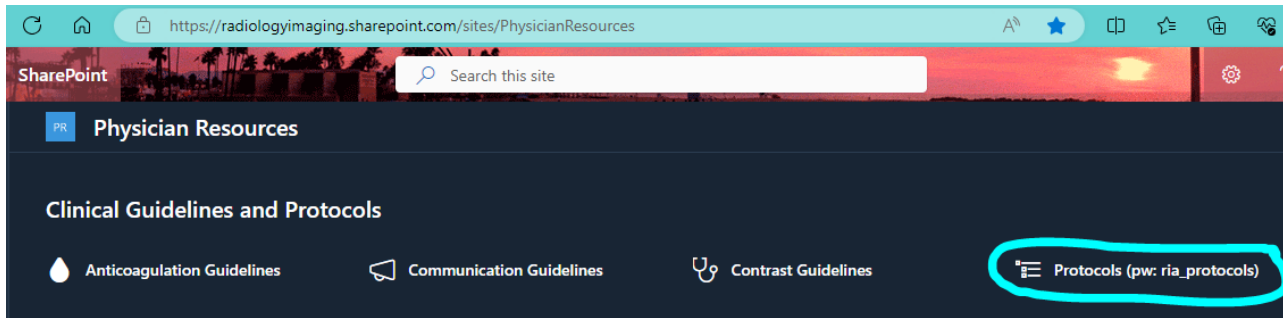 https://radiologyimaging.sharepoint.com/sites/PhysicianResources
SharePoint
Search this site
PR Physician Resources
Clinical Guidelines and Protocols
Anticoagulation Guidelines Communication Guidelines Contrast Guidelines Protocols (pw: ria_protocols)